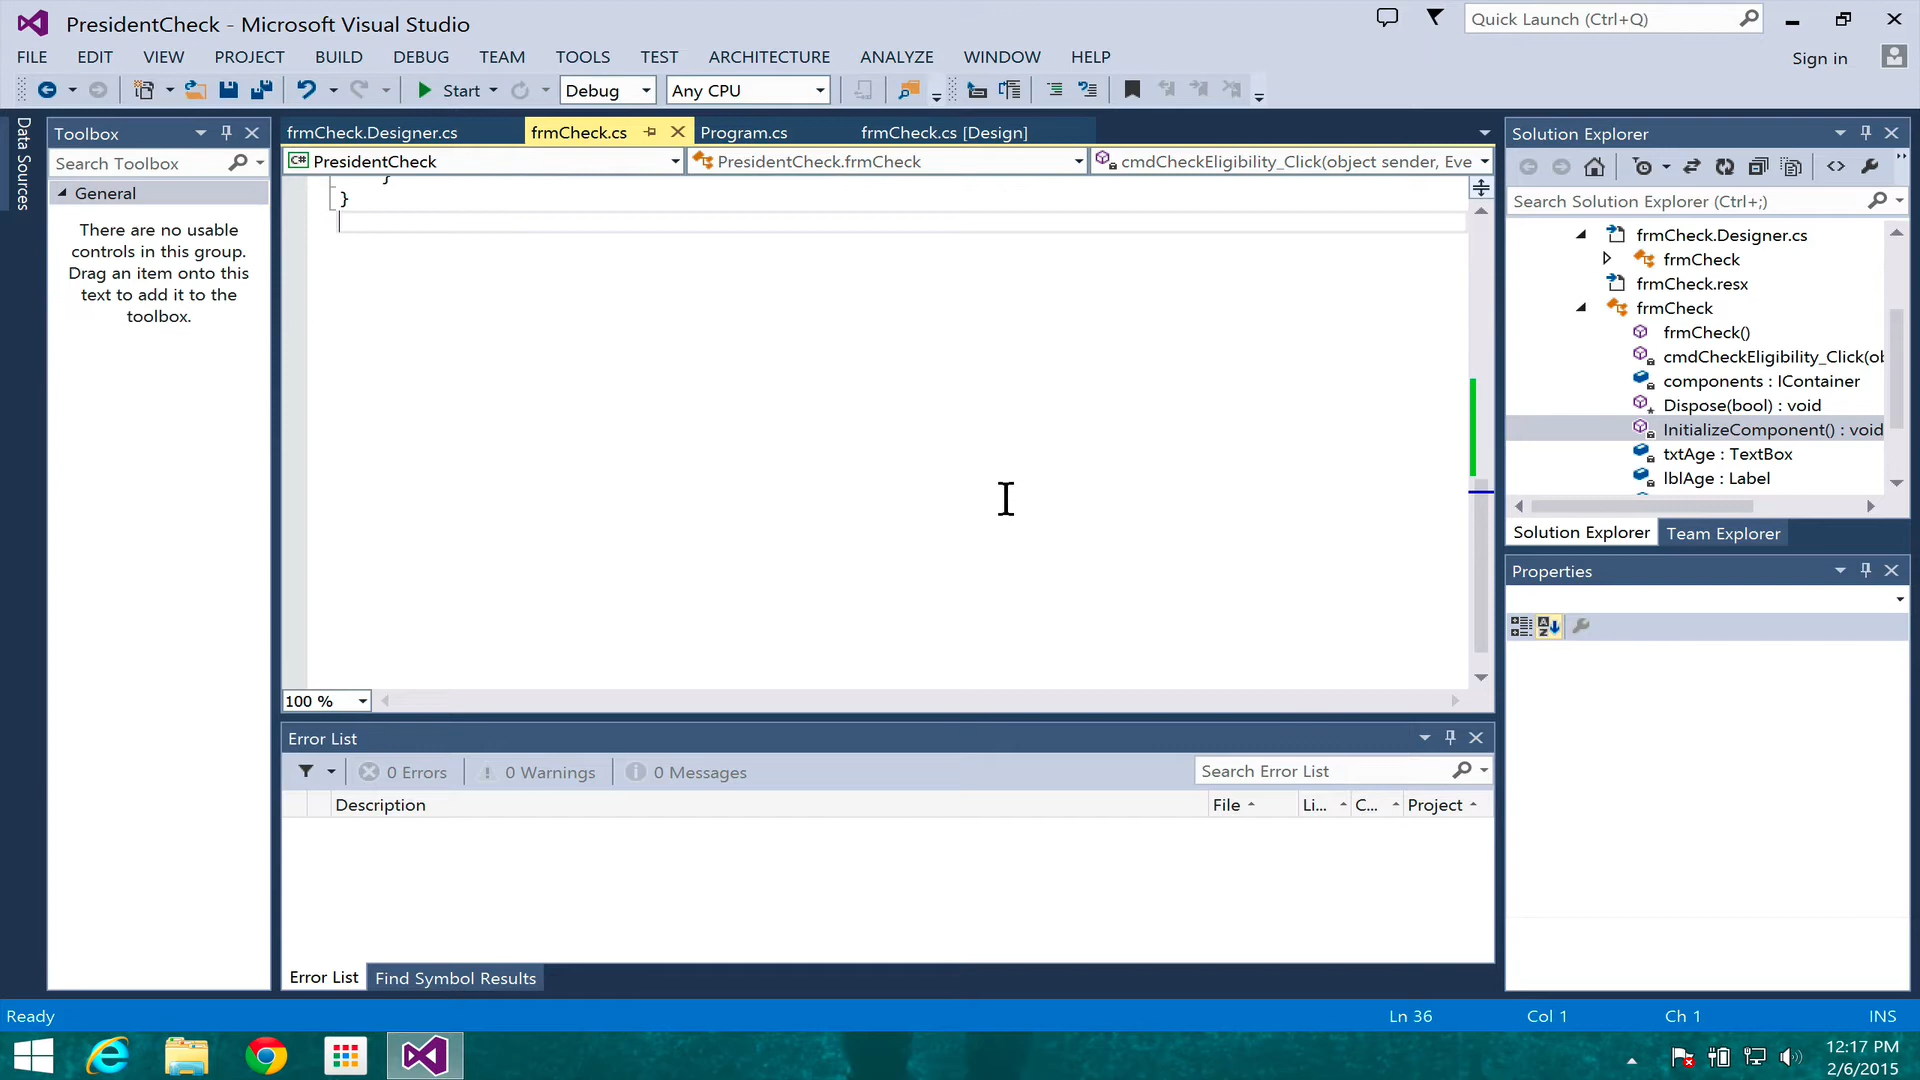 PresidentCheck - Microsoft Visual Studio
Quick Launch (Ctrl+Q)
FILE EDIT VIEW PROJECT BUILD DEBUG TEAM TOOLS TEST ARCHITECTURE ANALYZE WINDOW HELP
Sign in
Start Debug Any CPU
Data Sources
Toolbox
Search Toolbox
General
There are no usable
controls in this group.
Drag an item onto this
text to add it to the
toolbox.
frmCheck.Designer.cs frmCheck.cs Program.cs frmCheck.cs [Design]
C# PresidentCheck PresidentCheck.frmCheck cmdCheckEligibility_Click(object sender, Eve
}
}
100 %
Error List
0 Errors 0 Warnings 0 Messages
Search Error List
Description File Li... C... Project
Error List Find Symbol Results
Solution Explorer
Search Solution Explorer (Ctrl+;)
frmCheck.Designer.cs
frmCheck
frmCheck.resx
frmCheck
frmCheck()
cmdCheckEligibility_Click(ob
components : IContainer
Dispose(bool) : void
InitializeComponent() : void
txtAge : TextBox
lblAge : Label
Solution Explorer Team Explorer
Properties
Ready Ln 36 Col 1 Ch 1 INS
12:17 PM
2/6/2015